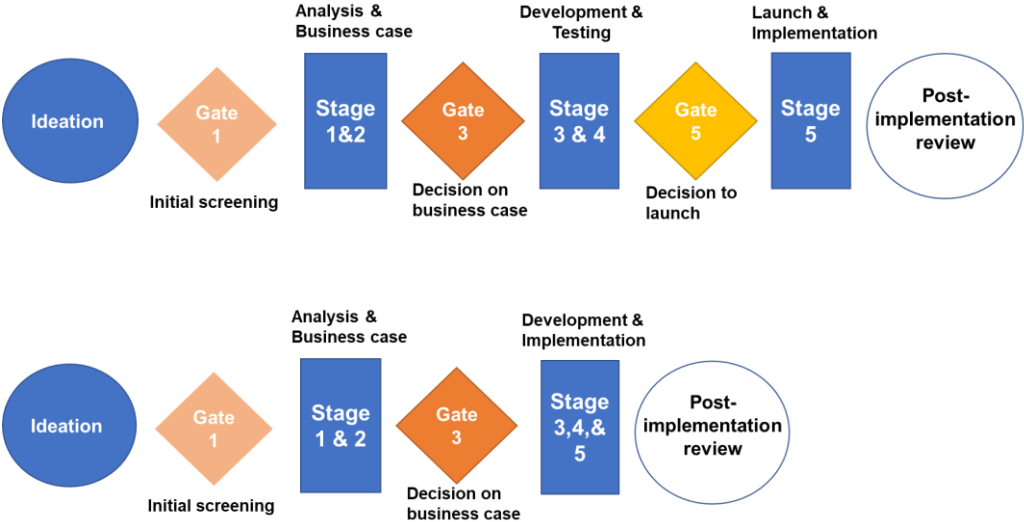 Analysis &
Business case
Development &
Testing
Launch &
Implementation
Ideation
Gate
1
Stage
1&2
Gate
3
Stage
3 & 4
Gate
5
Stage
5
Post-
implementation
review
Initial screening
Decision on
business case
Decision to
launch
Analysis &
Business case
Development &
Implementation
Ideation
Gate
1
Stage
1 & 2
Gate
3
Stage
3,4,&
5
Post-
implementation
review
Initial screening
Decision on
business case